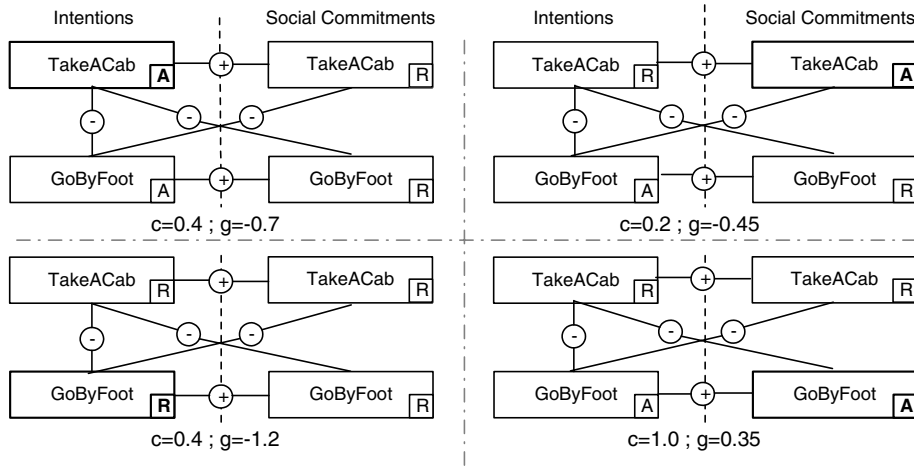 Intentions Social Commitments Intentions Social Commitments
TakeACab A + TakeACab R TakeACab R + TakeACab A
- - - - - -
GoByFoot A + GoByFoot R GoByFoot A + GoByFoot R
c=0.4 ; g=-0.7 c=0.2 ; g=-0.45
TakeACab R + TakeACab R TakeACab R + TakeACab R
- - - - - -
GoByFoot R + GoByFoot R GoByFoot A + GoByFoot A
c=0.4 ; g=-1.2 c=1.0 ; g=0.35